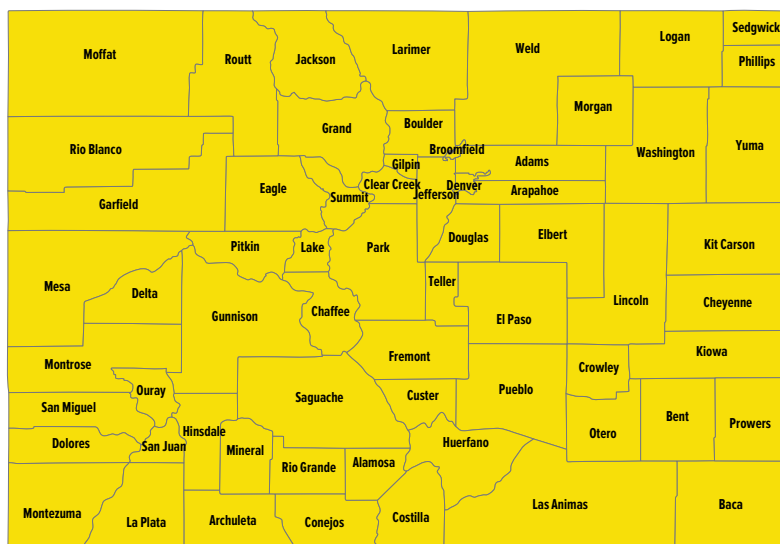 Moffat
Routt
Jackson
Larimer
Weld
Logan
Sedgwick
Phillips
Morgan
Grand
Boulder
Rio Blanco
Broomfield
Washington
Yuma
Gilpin
Adams
Eagle
Clear Creek
Denver
Arapahoe
Garfield
Summit
Jefferson
Pitkin
Lake
Park
Douglas
Elbert
Kit Carson
Mesa
Delta
Teller
Gunnison
Chaffee
El Paso
Lincoln
Cheyenne
Montrose
Fremont
Crowley
Kiowa
Ouray
San Miguel
Saguache
Custer
Pueblo
Bent
Prowers
Dolores
San Juan
Hinsdale
Mineral
Rio Grande
Alamosa
Huerfano
Otero
Montezuma
La Plata
Archuleta
Conejos
Costilla
Las Animas
Baca